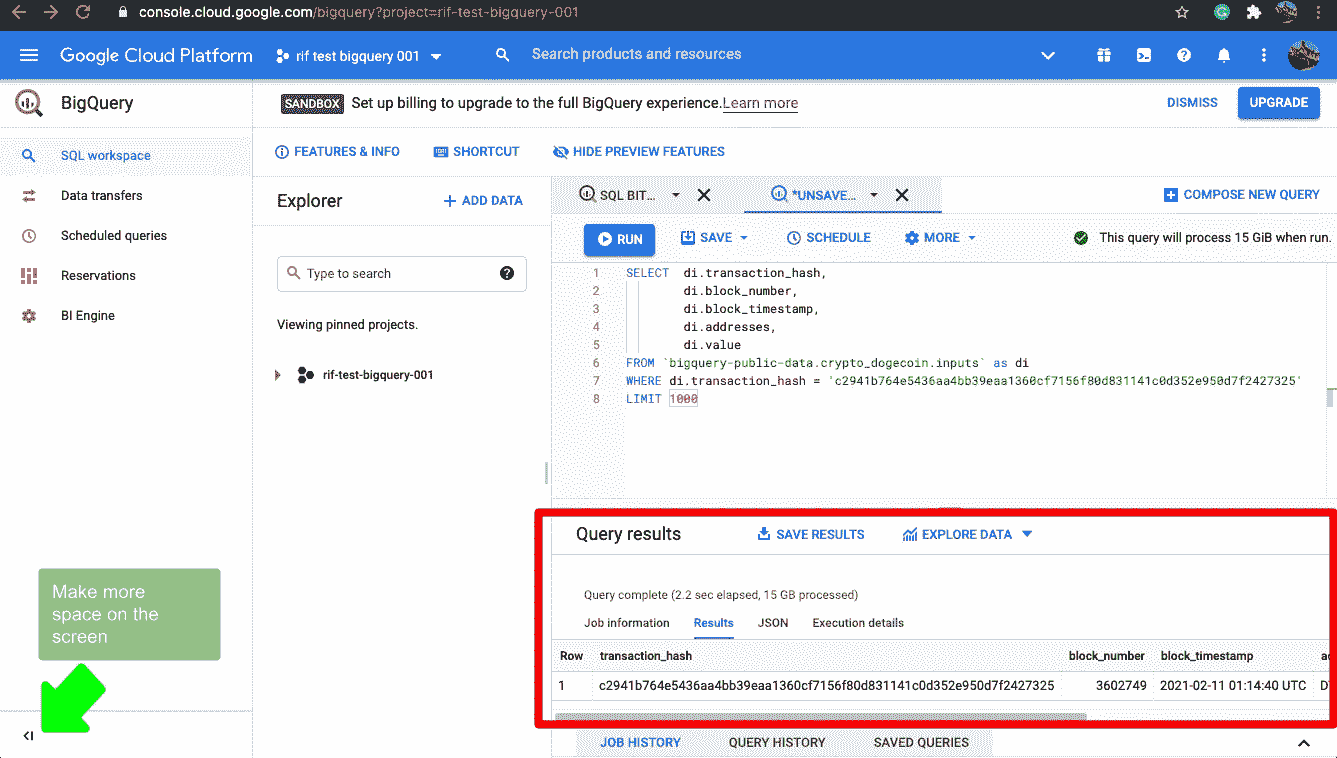 console.cloud.google.com/bigquery?project=rif-test-bigquery-001
Google Cloud Platform
rif test bigquery 001
Search products and resources
BigQuery
SANDBOX Set up billing to upgrade to the full BigQuery experience. Learn more
DISMISS
UPGRADE
SQL workspace
Data transfers
Scheduled queries
Reservations
BI Engine
FEATURES & INFO
SHORTCUT
HIDE PREVIEW FEATURES
Explorer
+ ADD DATA
Type to search
Viewing pinned projects.
rif-test-bigquery-001
SQL BIT...
*UNSAVE...
COMPOSE NEW QUERY
RUN
SAVE
SCHEDULE
MORE
This query will process 15 GiB when run.
1 SELECT di.transaction_hash,
2 di.block_number,
3 di.block_timestamp,
4 di.addresses,
5 di.value
6 FROM `bigquery-public-data.crypto_dogecoin.inputs` as di
7 WHERE di.transaction_hash = 'c2941b764e5436aa4bb39eaa1360cf7156f80d831141c0d352e950d7f2427325'
8 LIMIT 1000
Query results
SAVE RESULTS
EXPLORE DATA
Query complete (2.2 sec elapsed, 15 GB processed)
Job information
Results
JSON
Execution details
Row transaction_hash block_number block_timestamp
1 c2941b764e5436aa4bb39eaa1360cf7156f80d831141c0d352e950d7f2427325 3602749 2021-02-11 01:14:40 UTC
JOB HISTORY
QUERY HISTORY
SAVED QUERIES
Make more
space on the
screen